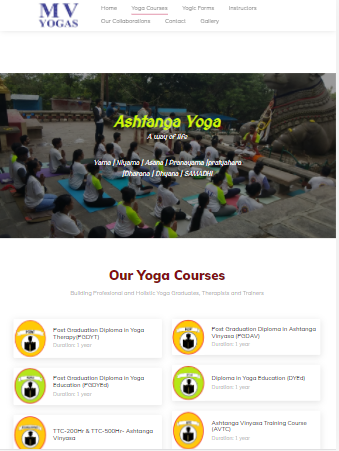 MV
YOGAS
Home Yoga Courses Yogic Forms Instructors
Our Collaborations Contact Gallery
Ashtanga Yoga
A way of life
Yama | Niyama | Asana | Pranayama |pratyahara
|Dharana | Dhyana | SAMADHI
Our Yoga Courses
Building Profesional and Holistic Yoga Graduates, Therapists and Trainers
Post Graduation Diploma in Yoga
Therapy(PGDYT)
Duration: 1 year
Post Graduation Diploma in Ashtanga
Vinyasa (PGDAV)
Duration: 1 year
Post Graduation Diploma in Yoga
Education (PGDYEd)
Duration: 1 year
Diploma in Yoga Education (DYEd)
Duration: 1 year
TTC-200Hr & TTC-500Hr- Ashtanga
Vinyasa
Ashtanga Vinyasa Training Course
(AVTC)
Duration: 1 year